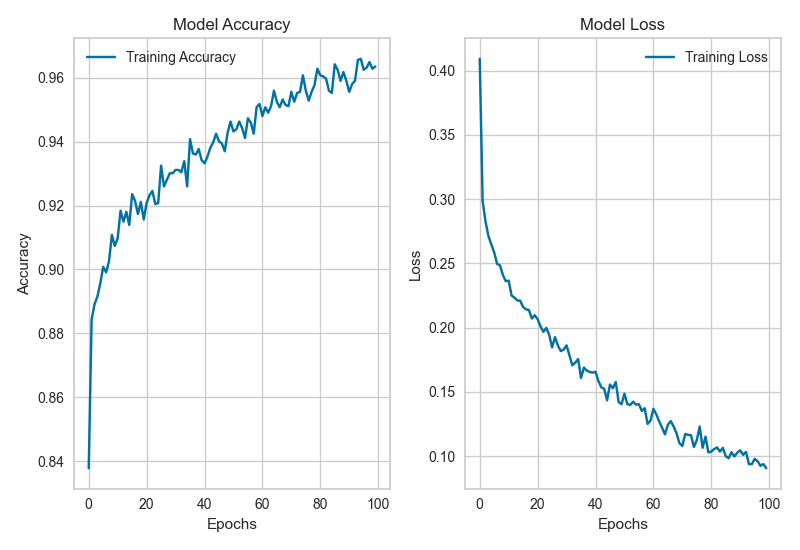 Model Accuracy
Training Accuracy
0.96
0.94
0.92
0.90
0.88
0.86
0.84
Accuracy
0 20 40 60 80 100
Epochs
Model Loss
Training Loss
0.40
0.35
0.30
0.25
0.20
0.15
0.10
Loss
0 20 40 60 80 100
Epochs